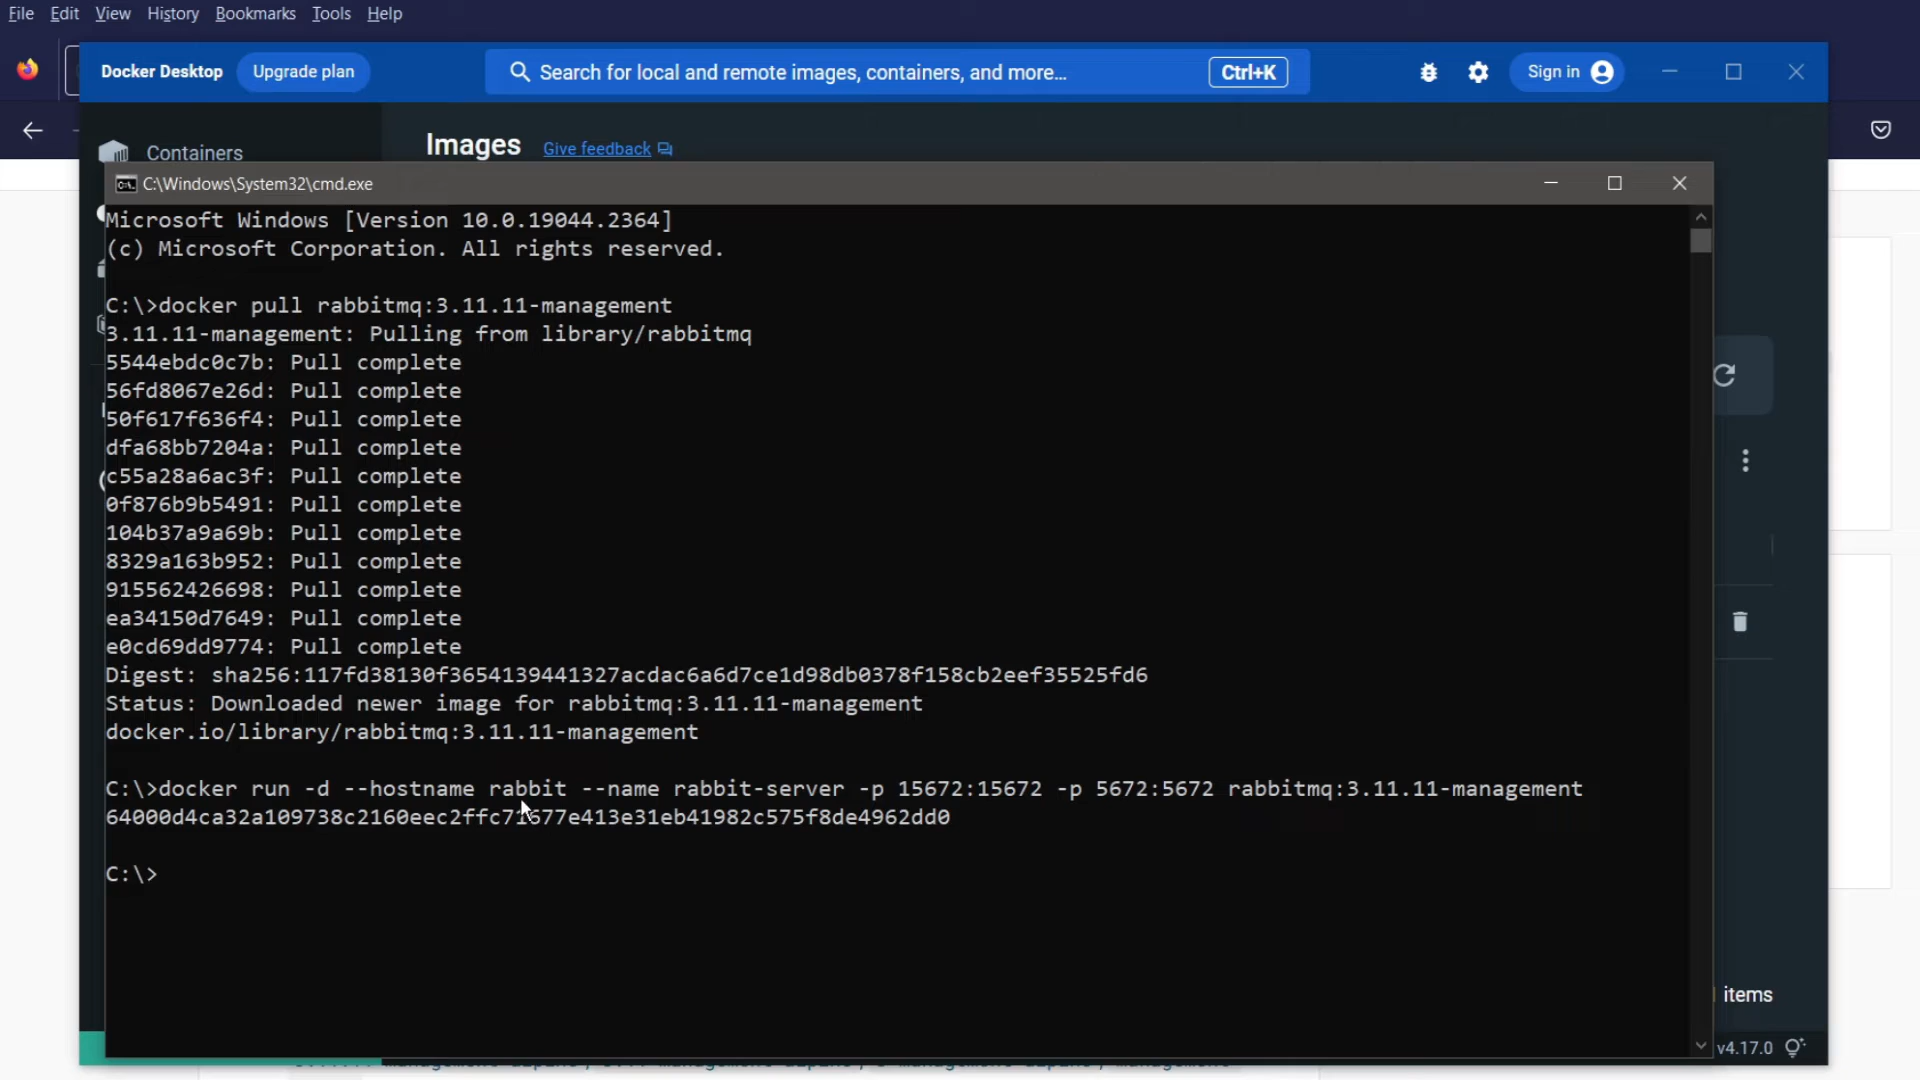 File Edit View History Bookmarks Tools Help
Docker Desktop Upgrade plan Search for local and remote images, containers, and more... Ctrl+K Sign in
Containers Images Give feedback
C:\Windows\System32\cmd.exe
Microsoft Windows [Version 10.0.19044.2364]
(c) Microsoft Corporation. All rights reserved.
C:\>docker pull rabbitmq:3.11.11-management
3.11.11-management: Pulling from library/rabbitmq
5544ebdc0c7b: Pull complete
56fd8067e26d: Pull complete
50f617f636f4: Pull complete
dfa68bb7204a: Pull complete
c55a28a6ac3f: Pull complete
0f876b9b5491: Pull complete
104b37a9a69b: Pull complete
8329a163b952: Pull complete
915562426698: Pull complete
ea34150d7649: Pull complete
e0cd69dd9774: Pull complete
Digest: sha256:117fd38130f3654139441327acdac6a6d7ce1d98db0378f158cb2eef35525fd6
Status: Downloaded newer image for rabbitmq:3.11.11-management
docker.io/library/rabbitmq:3.11.11-management
C:\>docker run -d --hostname rabbit --name rabbit-server -p 15672:15672 -p 5672:5672 rabbitmq:3.11.11-management
64000d4ca32a109738c2160eec2ffc71677e413e31eb41982c575f8de4962dd0
C:\>
items
v4.17.0